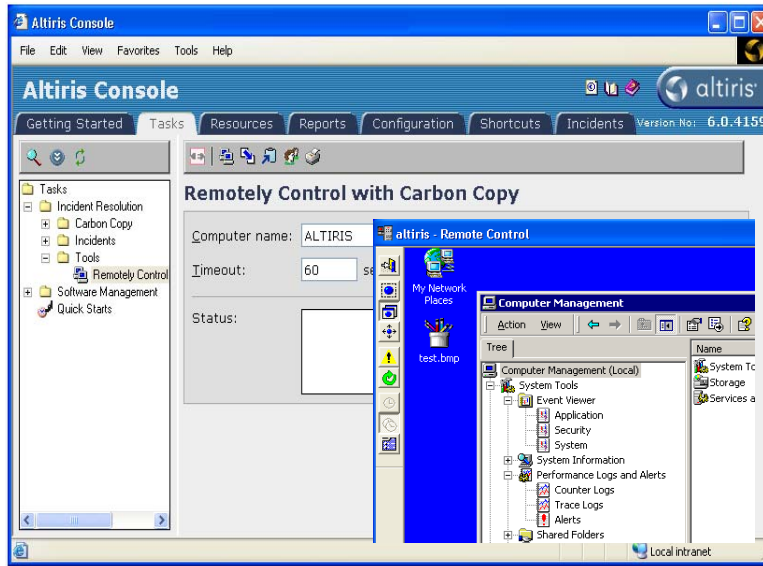 Altiris Console
File Edit View Favorites Tools Help
Altiris Console
altiris
Getting Started Tasks Resources Reports Configuration Shortcuts Incidents Version No: 6.0.4159
Tasks
Incident Resolution
Carbon Copy
Incidents
Tools
Remotely Control
Software Management
Quick Starts
Remotely Control with Carbon Copy
Computer name: ALTIRIS
Timeout: 60 se
Status:
altiris - Remote Control
My Network
Places
test.bmp
Computer Management
Action View
Tree
Computer Management (Local)
System Tools
Event Viewer
Application
Security
System
System Information
Performance Logs and Alerts
Counter Logs
Trace Logs
Alerts
Shared Folders
Name
System To
Storage
Services a
Local intranet